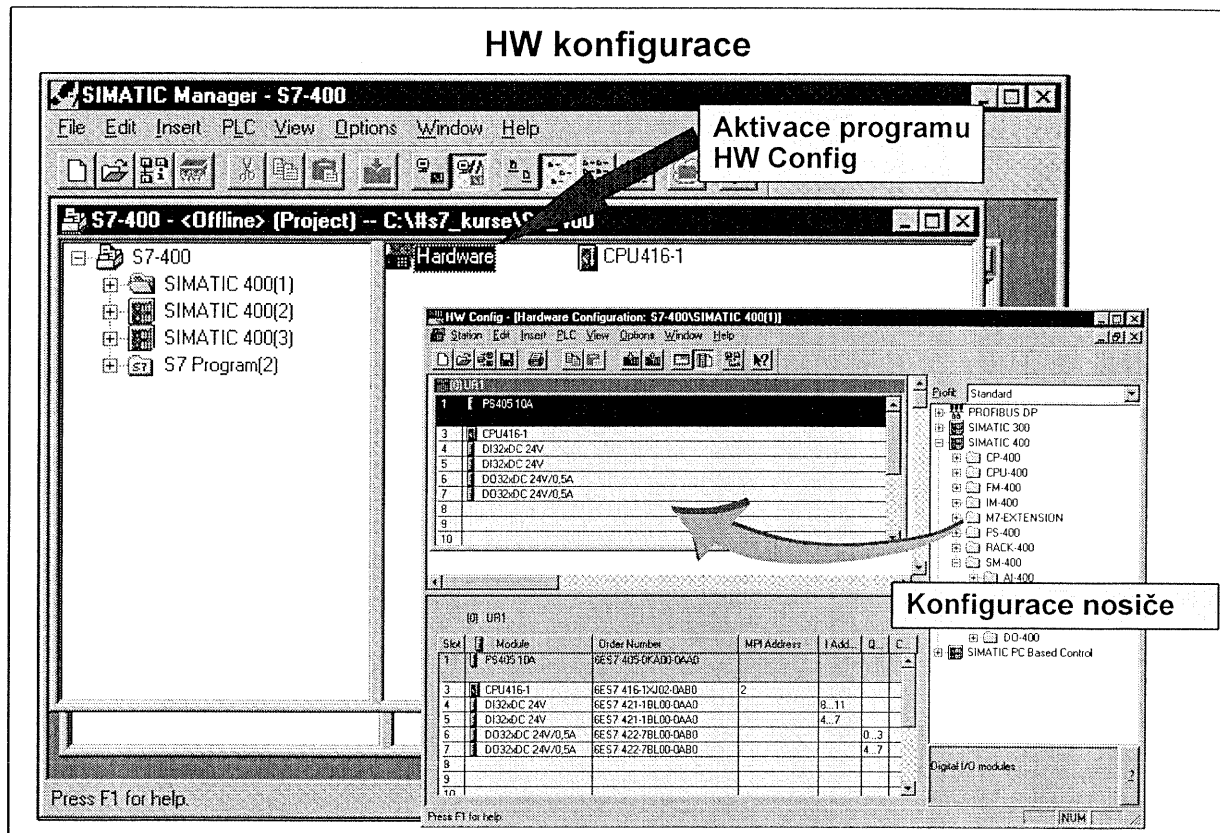 HW konfigurace
SIMATIC Manager - S7-400
File Edit Insert PLC View Options Window Help
Aktivace programu
HW Config
S7-400 - <Offline> (Project) -- C:\#s7_kurse\
S7-400
SIMATIC 400(1)
SIMATIC 400(2)
SIMATIC 400(3)
S7 Program(2)
Hardware
CPU416-1
HW Config - [Hardware Configuration: S7-400\SIMATIC 400(1)]
Station Edit Insert PLC View Options Window Help
(0) UR1
1 PS405 10A
3 CPU416-1
4 DI32xDC 24V
5 DI32xDC 24V
6 DO32xDC 24V/0,5A
7 DO32xDC 24V/0,5A
8
9
10
Profil: Standard
PROFIBUS DP
SIMATIC 300
SIMATIC 400
CP-400
CPU-400
FM-400
IM-400
M7-EXTENSION
PS-400
RACK-400
SM-400
AI-400
Konfigurace nosiče
DO-400
SIMATIC PC Based Control
(0) UR1
Slot Module Order Number MPI Address I Add... Q... C...
1 PS405 10A 6ES7 405-0KA00-0AA0
3 CPU416-1 6ES7 416-1XJ02-0AB0 2
4 DI32xDC 24V 6ES7 421-1BL00-0AA0 8...11
5 DI32xDC 24V 6ES7 421-1BL00-0AA0 4...7
6 DO32xDC 24V/0,5A 6ES7 422-7BL00-0AB0 0...3
7 DO32xDC 24V/0,5A 6ES7 422-7BL00-0AB0 4...7
8
9
10
Digital I/O modules
Press F1 for help.
Press F1 for help.
NUM